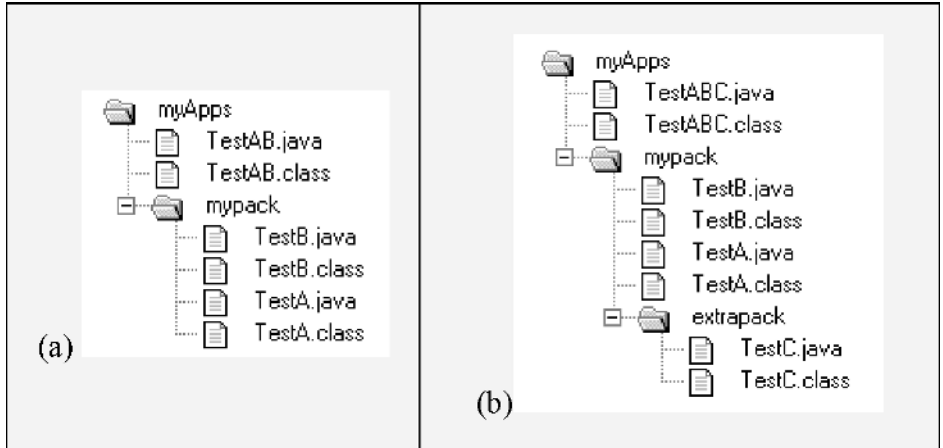 myApps
TestAB.java
TestAB.class
mypack
TestB.java
TestB.class
TestA.java
TestA.class
(a)
myApps
TestABC.java
TestABC.class
mypack
TestB.java
TestB.class
TestA.java
TestA.class
extrapack
TestC.java
TestC.class
(b)